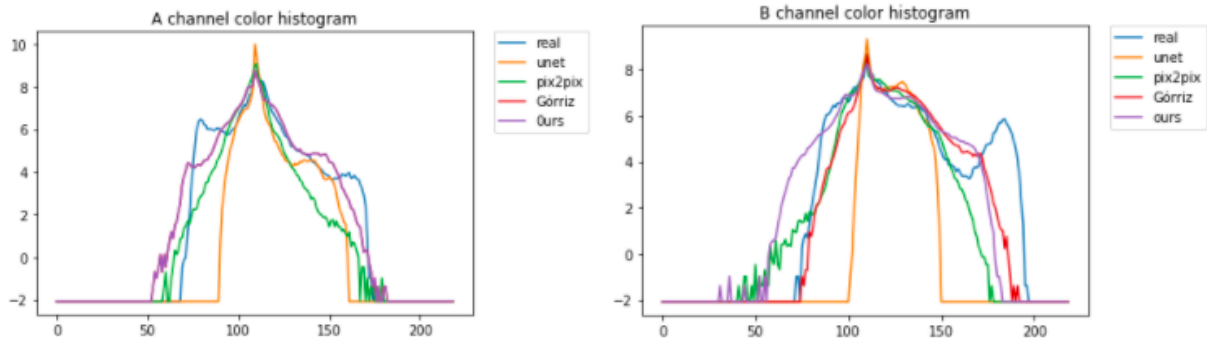 A channel color histogram
10
8
6
4
2
0
−2
0 50 100 150 200
real
unet
pix2pix
Górriz
0urs
B channel color histogram
8
6
4
2
0
−2
0 50 100 150 200
real
unet
pix2pix
Górriz
ours